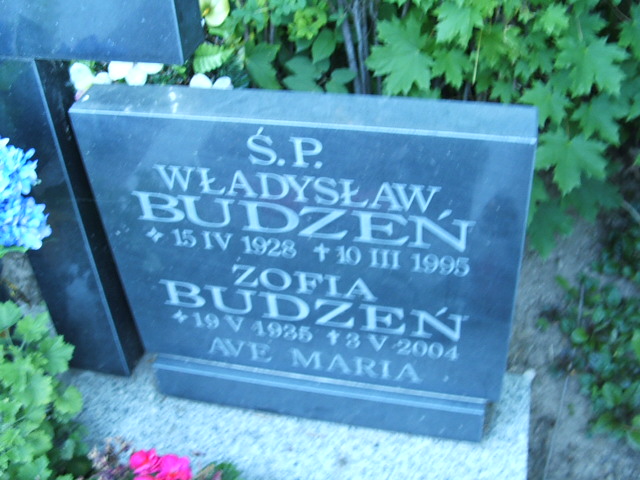 Ś.P.
WŁADYSŁAW
BUDZEŃ
15 IV 1928 ✝ 10 III 1995
ZOFIA
BUDZEŃ
19 V 1935 ✝ 3 V 2004
AVE MARIA